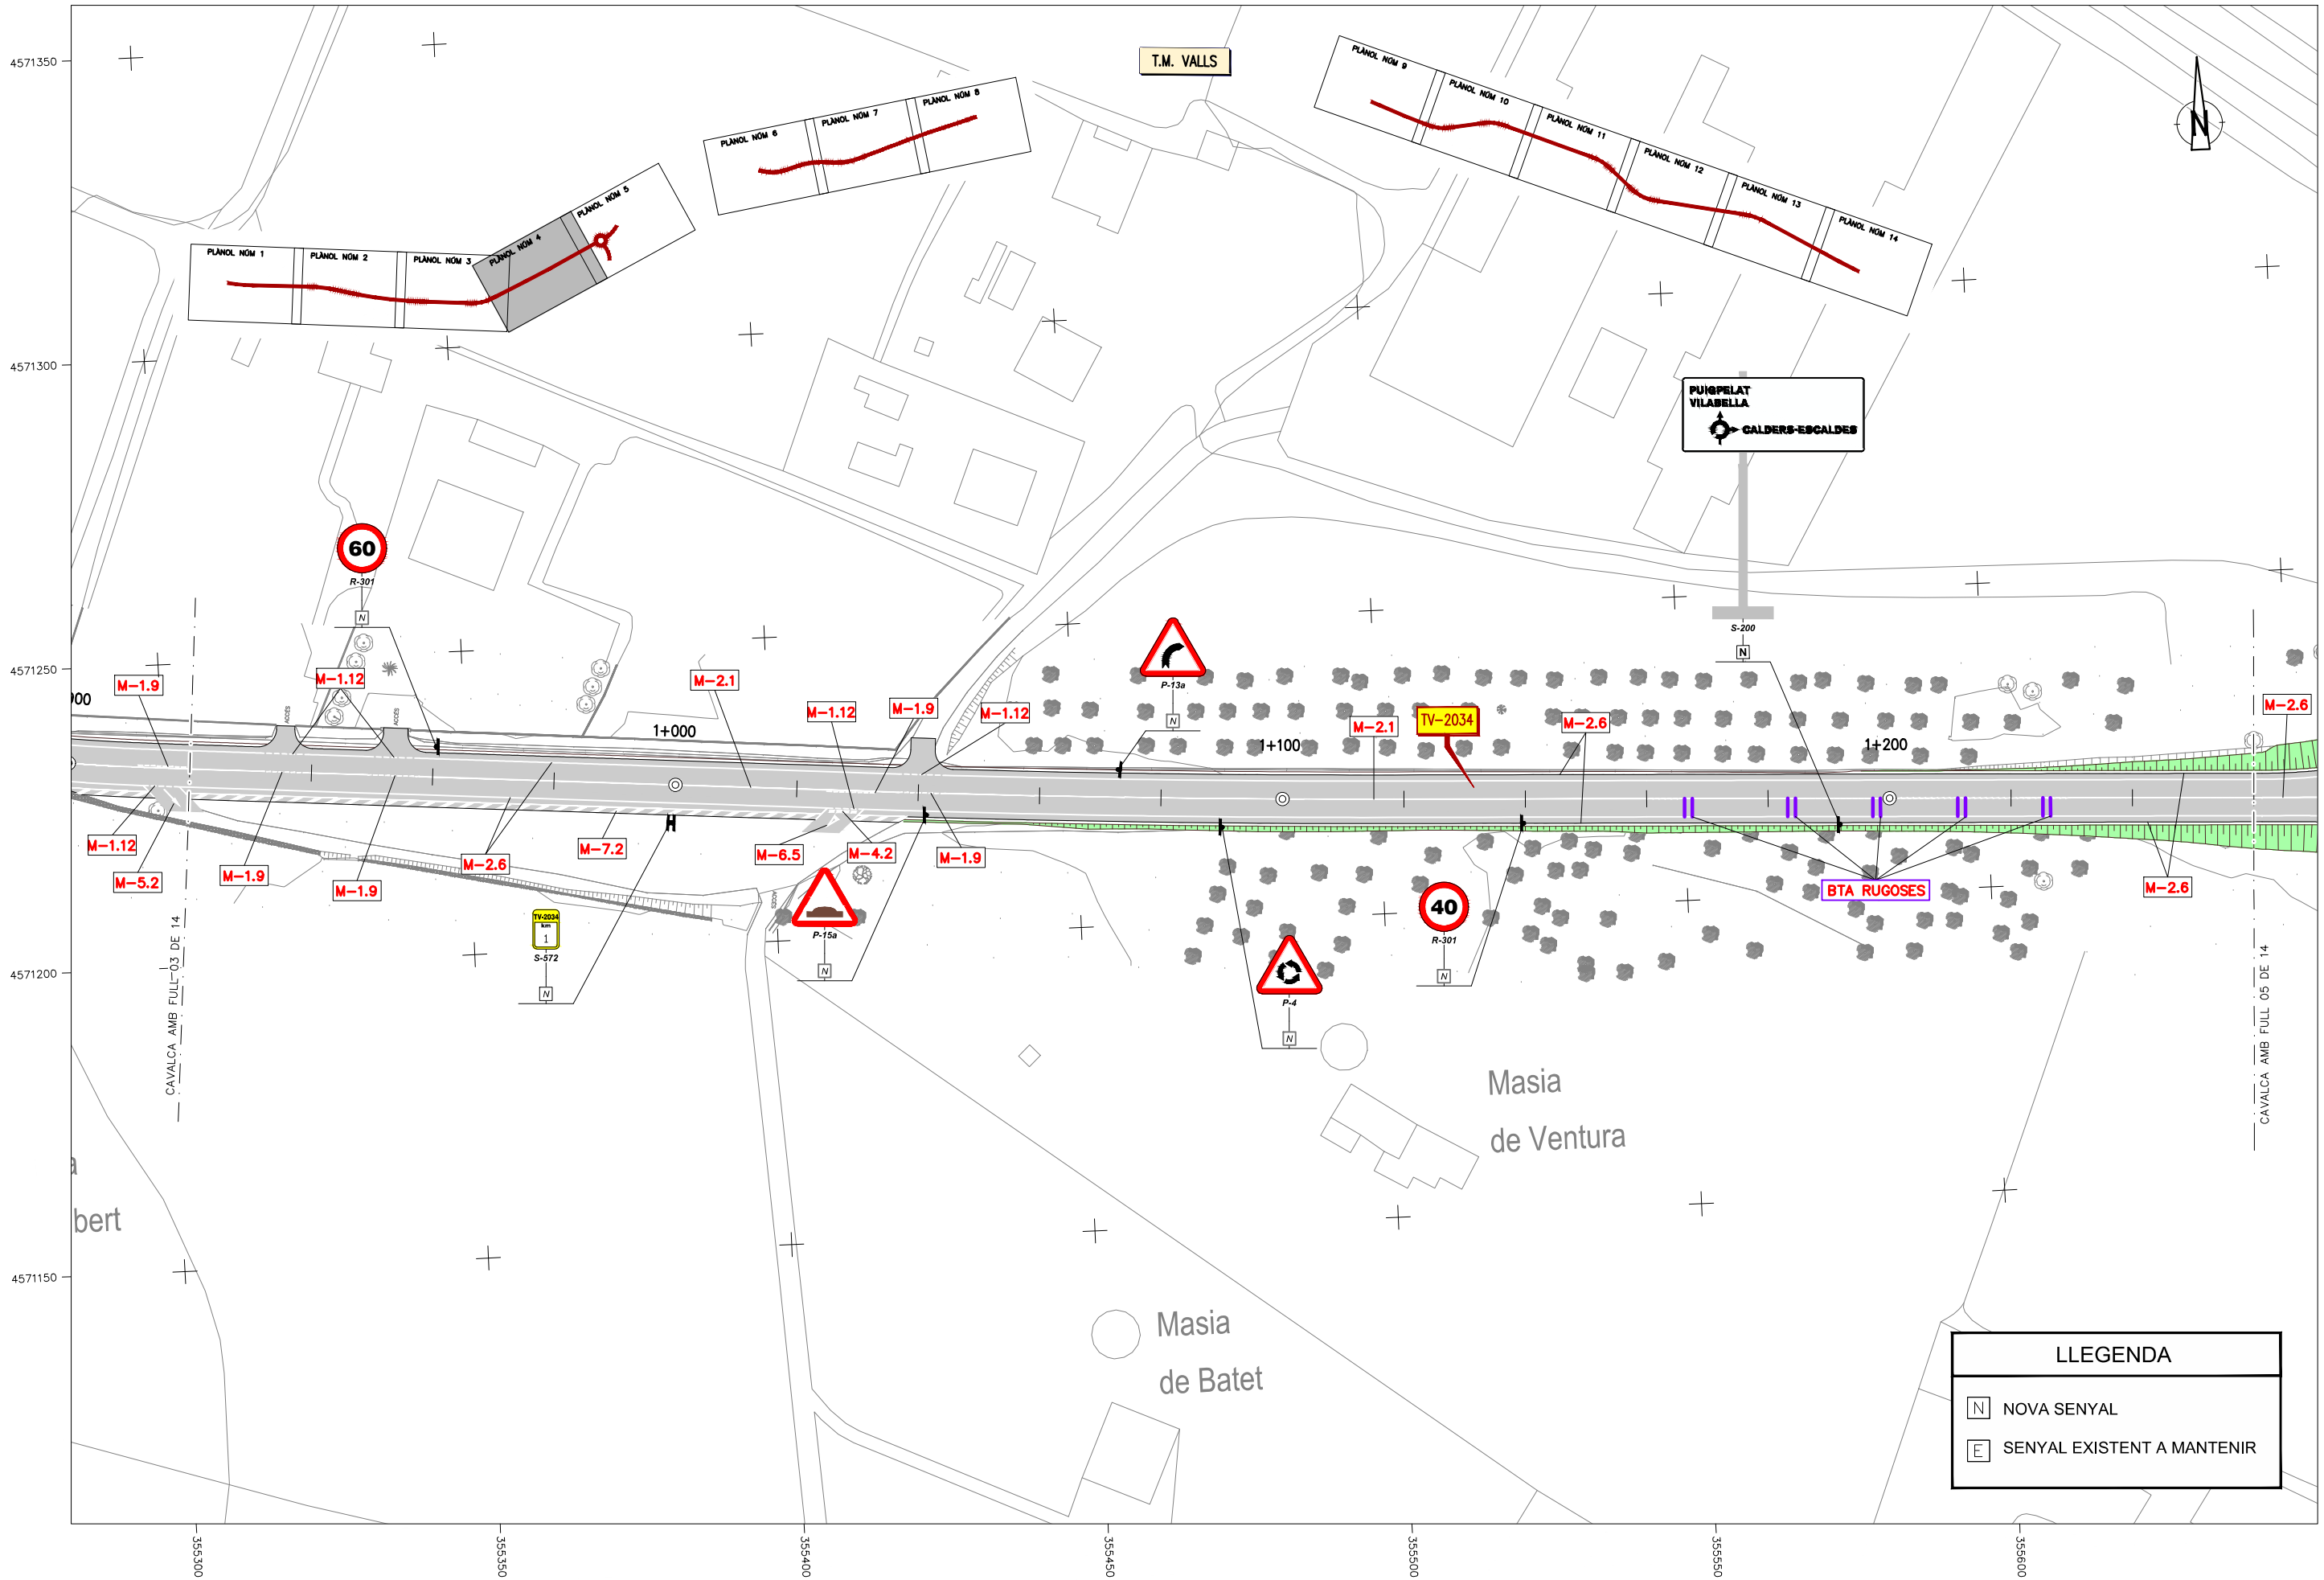 4571350
4571300
4571250
4571200
4571150
T.M. VALLS
PLÀNOL NÚM 1
PLÀNOL NÚM 2
PLÀNOL NÚM 3
PLÀNOL NÚM 4
PLÀNOL NÚM 5
PLÀNOL NÚM 6
PLÀNOL NÚM 7
PLÀNOL NÚM 8
PLÀNOL NÚM 9
PLÀNOL NÚM 10
PLÀNOL NÚM 11
PLÀNOL NÚM 12
PLÀNOL NÚM 13
PLÀNOL NÚM 14
N
PUIGPELAT
VILABELLA
CALDERS-ESCALDES
S-200
N
60
R-301
N
P-13a
N
M-1.9
M-1.12
M-2.1
M-1.12
M-1.9
M-1.12
M-2.1
TV-2034
M-2.6
M-2.6
900
ACCÉS
ACCÉS
1+000
1+100
1+200
M-1.12
M-5.2
M-1.9
M-1.9
M-2.6
M-7.2
M-6.5
M-4.2
M-1.9
BTA RUGOSES
M-2.6
TV-2034
km
1
S-572
N
ACCÉS
P-15a
N
P-4
N
40
R-301
N
CAVALCA AMB FULL 03 DE 14
CAVALCA AMB FULL 05 DE 14
a
bert
Masia
de Ventura
Masia
de Batet
LLEGENDA
N NOVA SENYAL
E SENYAL EXISTENT A MANTENIR
355300
355350
355400
355450
355500
355550
355600